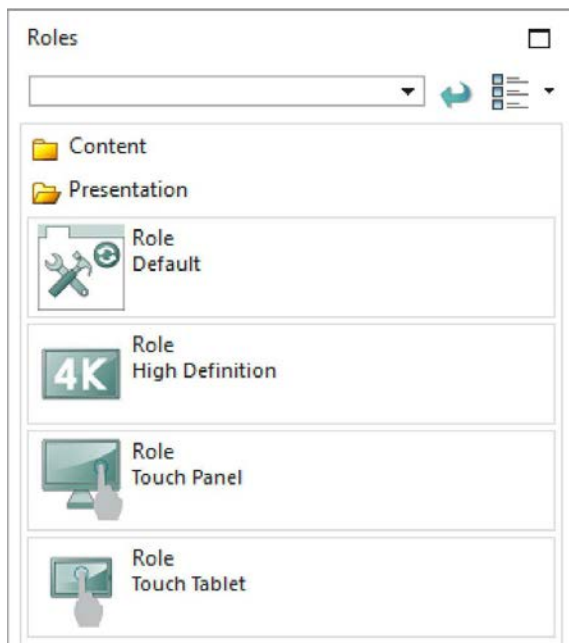 Roles
Content
Presentation
Role
Default
4K
Role
High Definition
Role
Touch Panel
Role
Touch Tablet